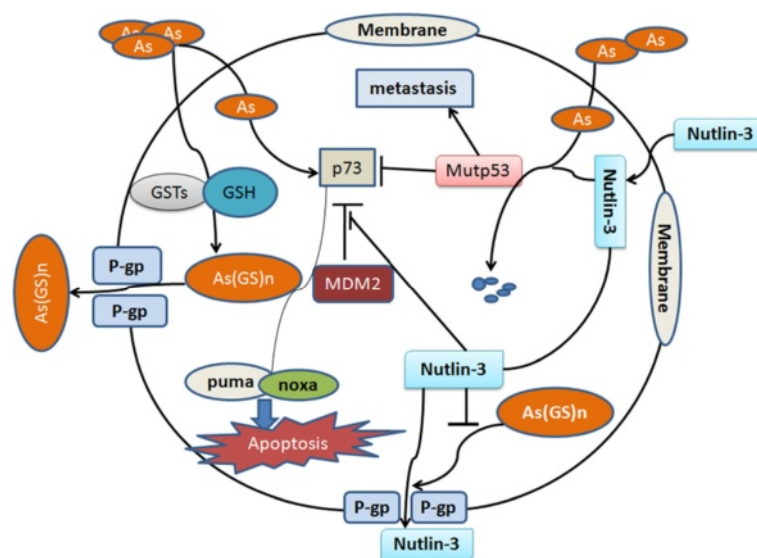 As
As
As
Membrane
As
As
metastasis
As
As
Nutlin-3
p73
Mutp53
Nutlin-3
GSTs
GSH
Membrane
As(GS)n
P-gp
As(GS)n
P-gp
MDM2
Nutlin-3
puma
noxa
As(GS)n
Apoptosis
P-gp
P-gp
Nutlin-3